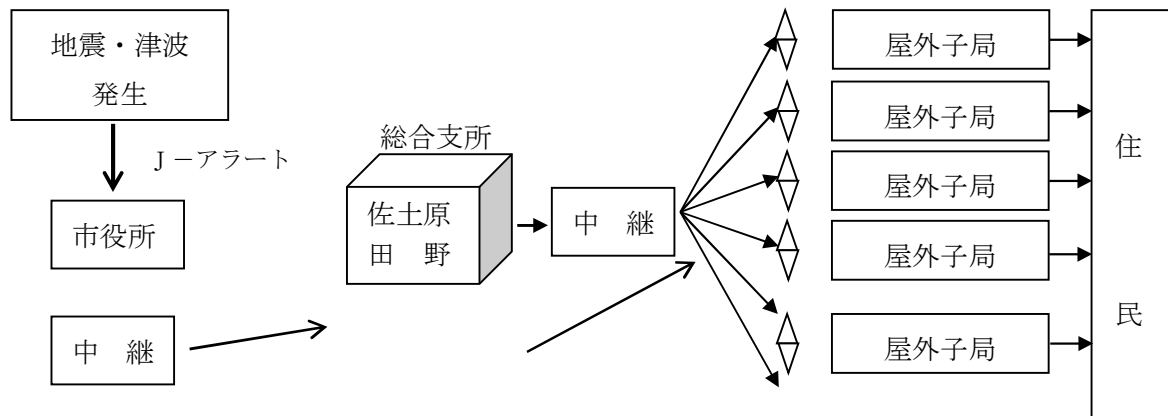 地震・津波
発生
J－アラート
市役所
中　継
総合支所
佐土原
田　野
中　継
屋外子局
屋外子局
屋外子局
屋外子局
屋外子局
住
民